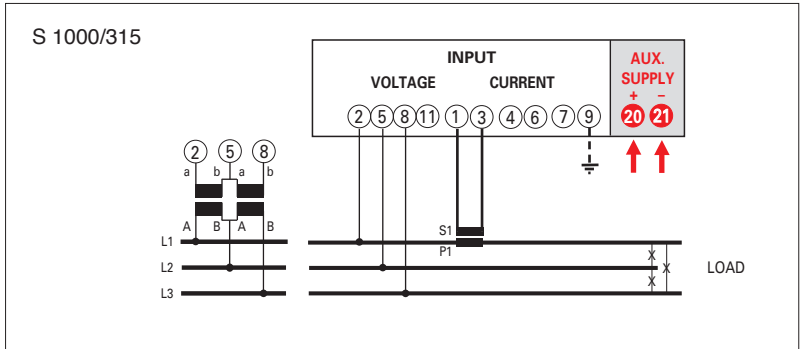 S 1000/315
INPUT
VOLTAGE CURRENT
2 5 8 11 1 3 4 6 7 9
AUX.
SUPPLY
+ –
20 21
2 5 8
a b a b
A B A B
S1
P1
L1
L2
L3
X
X
X
LOAD